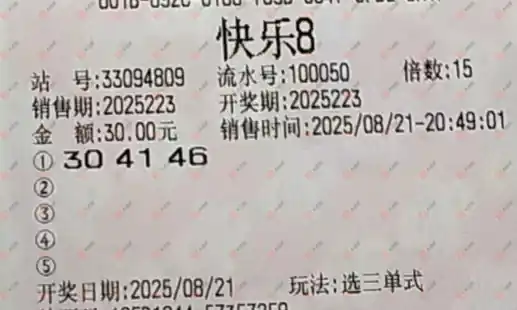 快乐8
站 号:33094809 流水号:100050 倍数:15
销售期:2025223 开奖期:2025223
金 额:30.00元 销售时间:2025/08/21-20:49:01
① 30 41 46
②
③
④
⑤
开奖日期:2025/08/21 玩法:选三单式